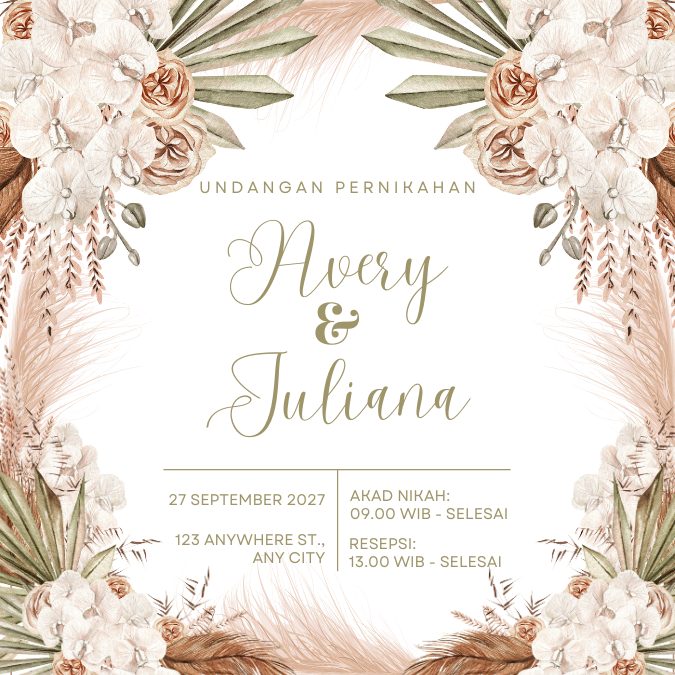 UNDANGAN PERNIKAHAN
Avery
&
Juliana
27 SEPTEMBER 2027
123 ANYWHERE ST.,
ANY CITY
AKAD NIKAH:
09.00 WIB - SELESAI
RESEPSI:
13.00 WIB - SELESAI